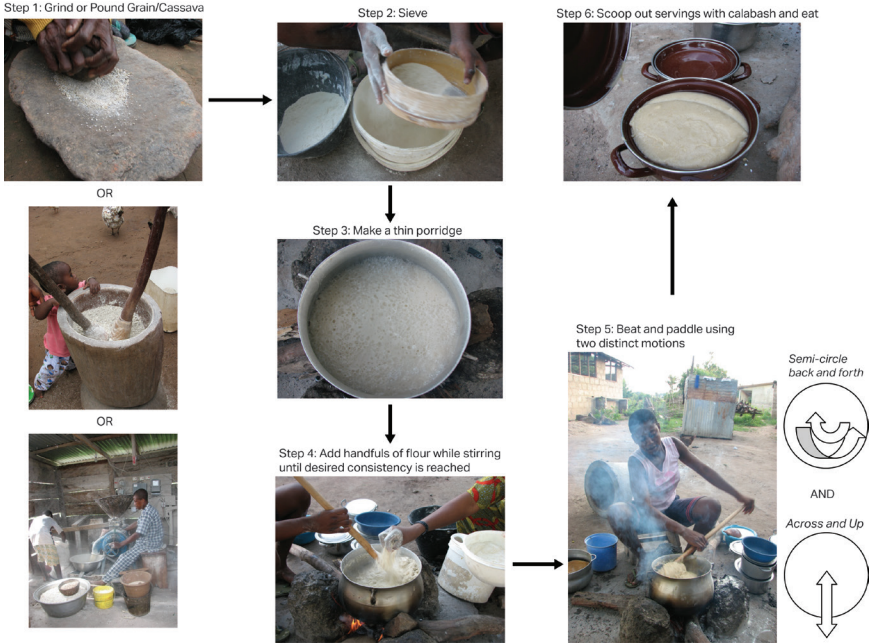 Step 1: Grind or Pound Grain/Cassava
OR
OR
Step 2: Sieve
Step 3: Make a thin porridge
Step 4: Add handfuls of flour while stirring
until desired consistency is reached
Step 5: Beat and paddle using
two distinct motions
Semi-circle
back and forth
AND
Across and Up
Step 6: Scoop out servings with calabash and eat